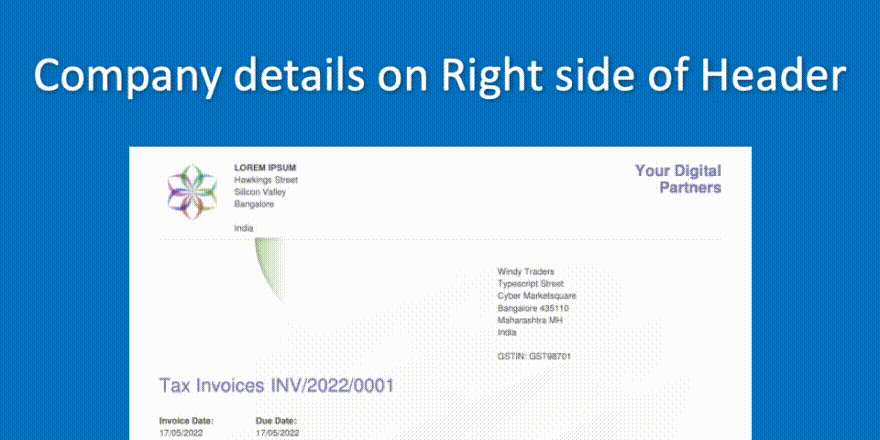 Company details on Right side of Header
LOREM IPSUM
Hawkings Street
Silicon Valley
Bangalore
India
Your Digital
Partners
Windy Traders
Typescript Street
Cyber Marketsquare
Bangalore 435110
Maharashtra MH
India
GSTIN: GST98701
Tax Invoices INV/2022/0001
Invoice Date: Due Date:
17/05/2022 17/05/2022